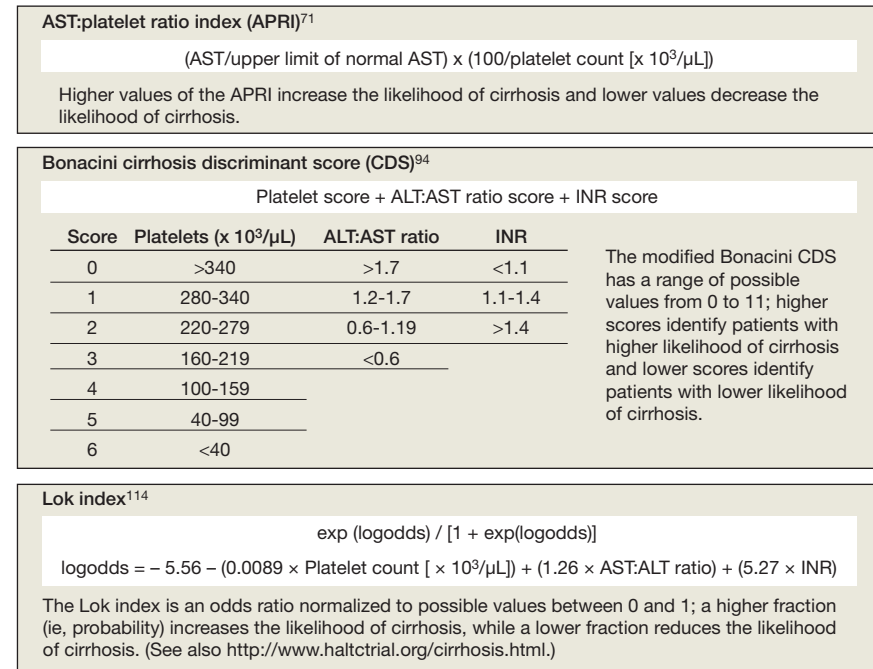 AST:platelet ratio index (APRI)71
(AST/upper limit of normal AST) x (100/platelet count [x 10³/µL])
Higher values of the APRI increase the likelihood of cirrhosis and lower values decrease the
likelihood of cirrhosis.
Bonacini cirrhosis discriminant score (CDS)94
Platelet score + ALT:AST ratio score + INR score
Score Platelets (x 10³/µL) ALT:AST ratio INR
0 >340 >1.7 <1.1
1 280-340 1.2-1.7 1.1-1.4
2 220-279 0.6-1.19 >1.4
3 160-219 <0.6
4 100-159
5 40-99
6 <40
The modified Bonacini CDS
has a range of possible
values from 0 to 11; higher
scores identify patients with
higher likelihood of cirrhosis
and lower scores identify
patients with lower likelihood
of cirrhosis.
Lok index114
exp (logodds) / [1 + exp(logodds)]
logodds = – 5.56 – (0.0089 × Platelet count [ × 10³/µL]) + (1.26 × AST:ALT ratio) + (5.27 × INR)
The Lok index is an odds ratio normalized to possible values between 0 and 1; a higher fraction
(ie, probability) increases the likelihood of cirrhosis, while a lower fraction reduces the likelihood
of cirrhosis. (See also http://www.haltctrial.org/cirrhosis.html.)